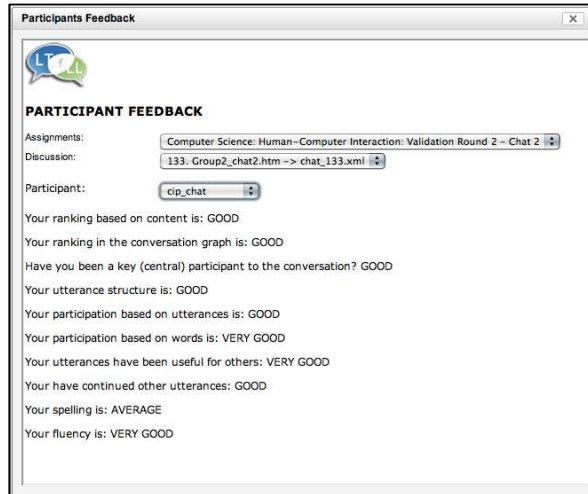 Participants Feedback
LTfLL
PARTICIPANT FEEDBACK
Assignments: Computer Science: Human-Computer Interaction: Validation Round 2 - Chat 2
Discussion: 133. Group2_chat2.htm -> chat_133.xml
Participant: cip_chat
Your ranking based on content is: GOOD
Your ranking in the conversation graph is: GOOD
Have you been a key (central) participant to the conversation? GOOD
Your utterance structure is: GOOD
Your participation based on utterances is: GOOD
Your participation based on words is: VERY GOOD
Your utterances have been useful for others: VERY GOOD
Your have continued other utterances: GOOD
Your spelling is: AVERAGE
Your fluency is: VERY GOOD